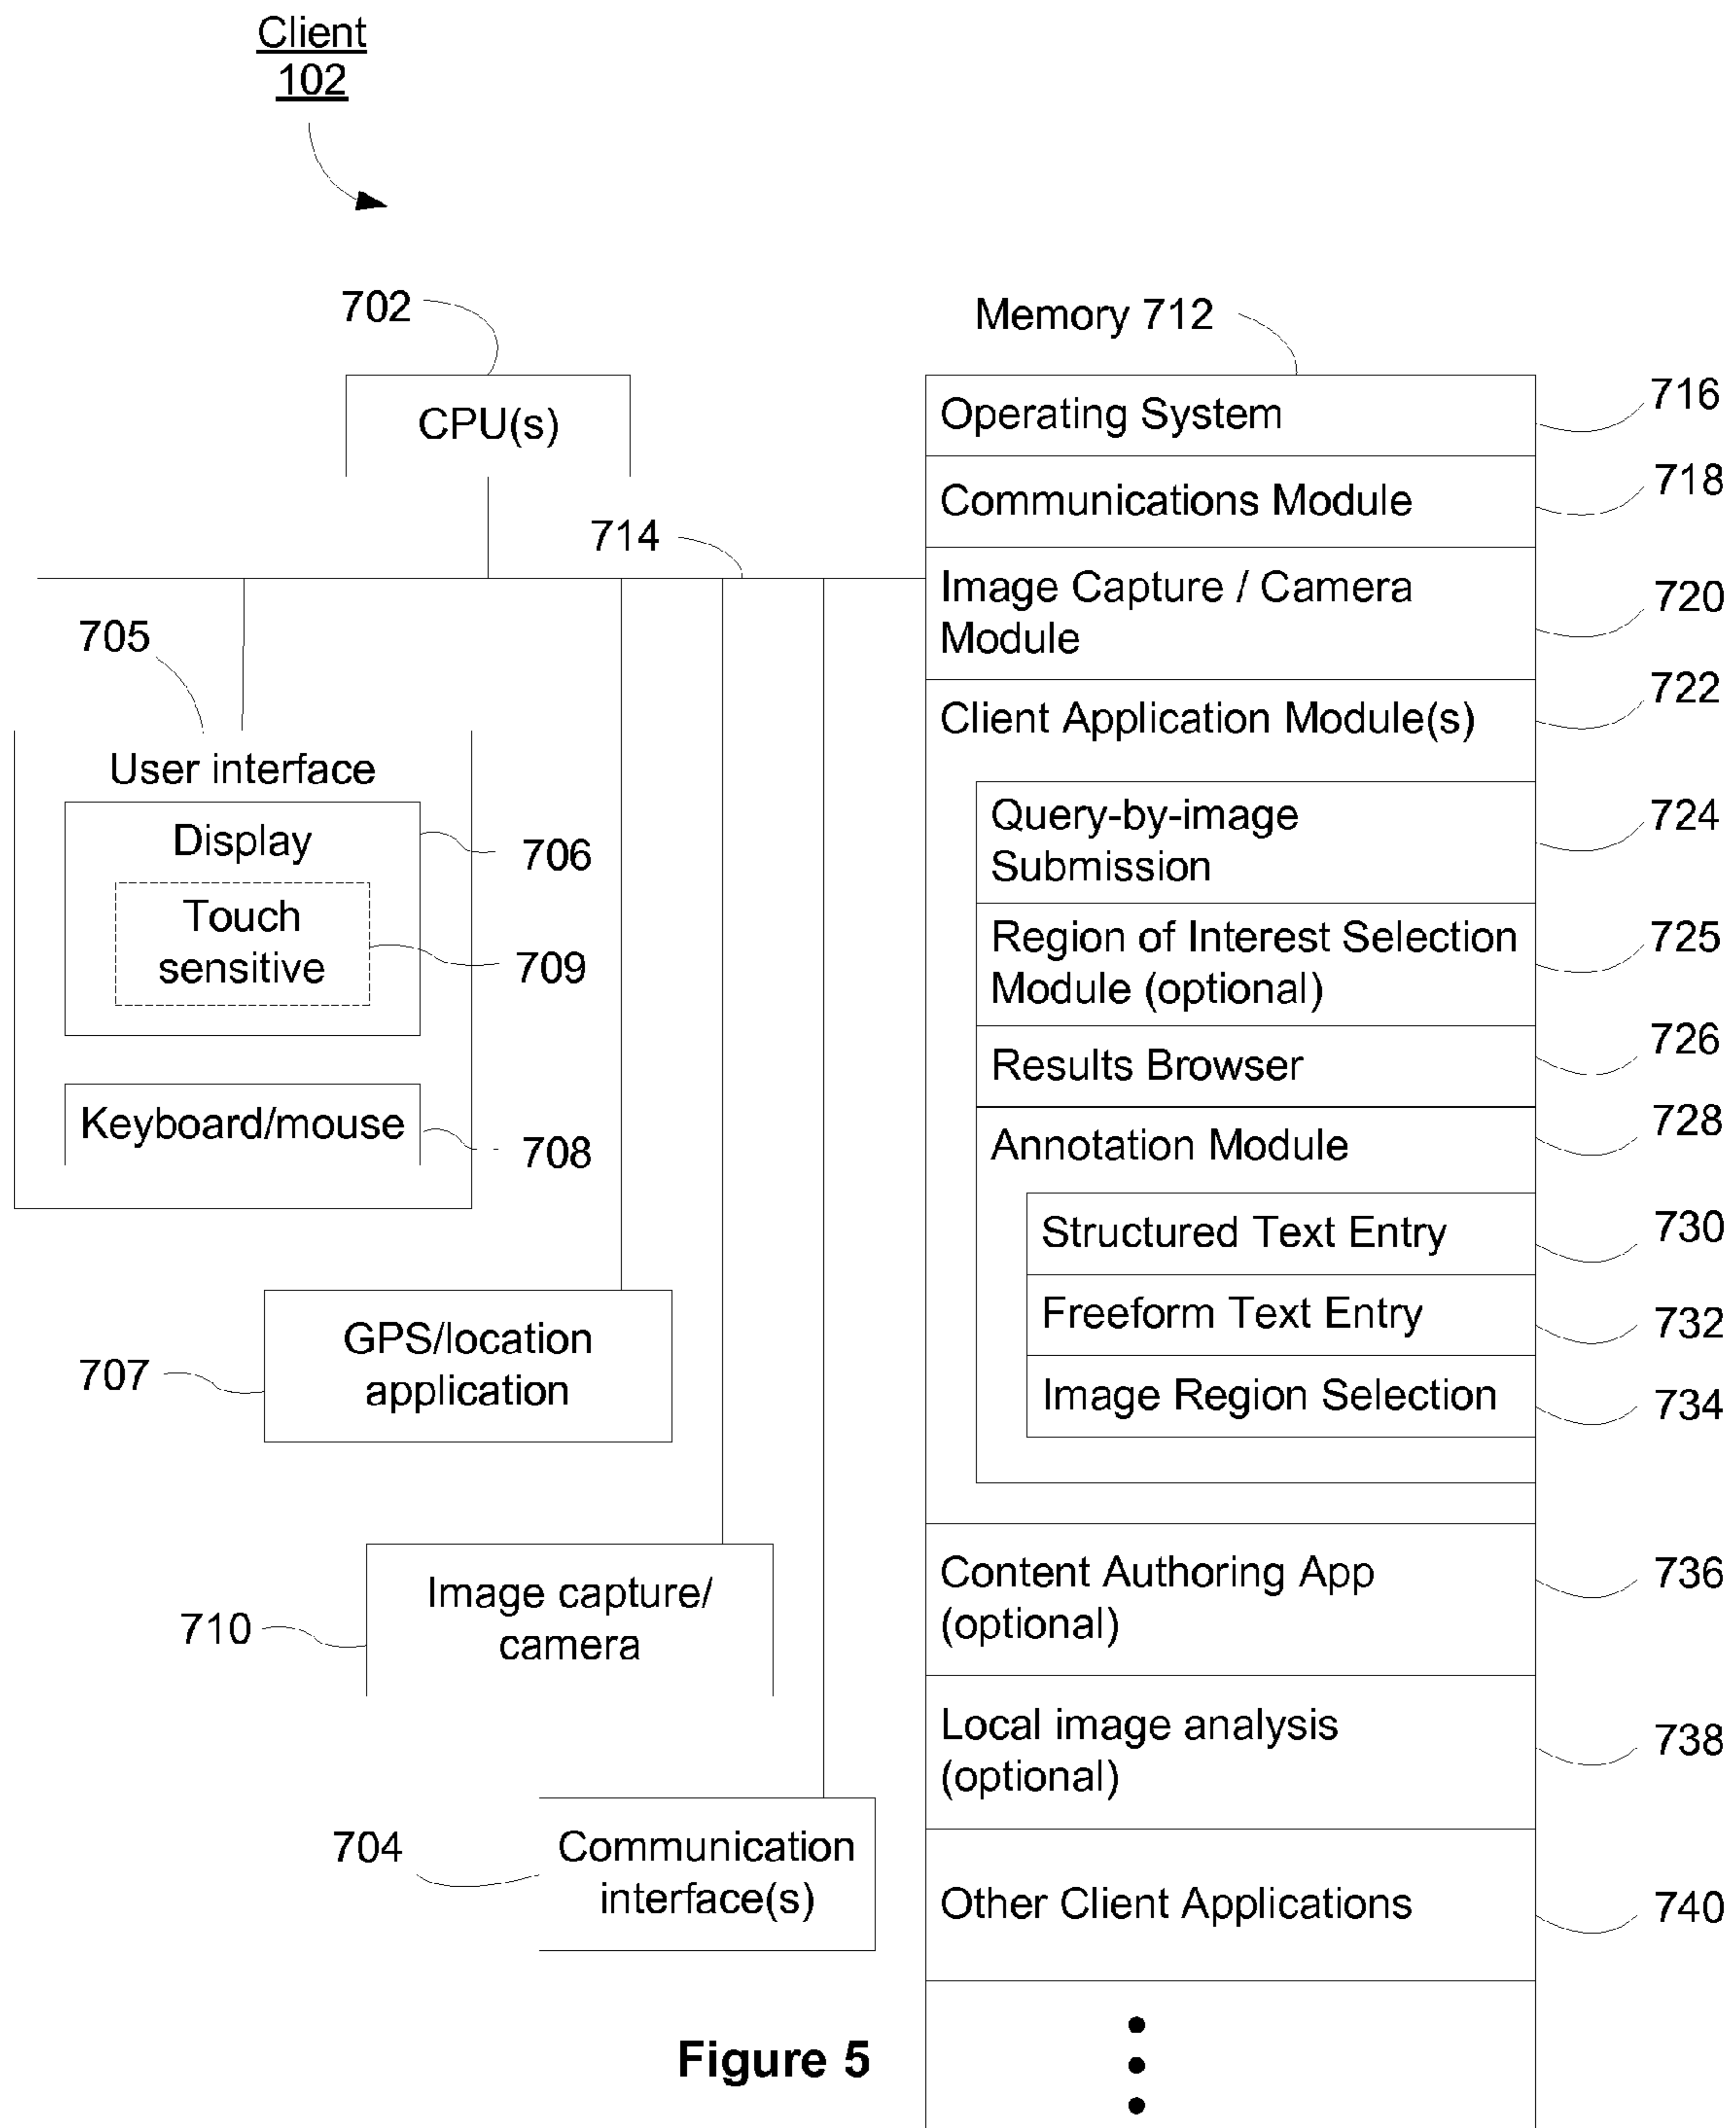 Client
102
702
CPU(s)
714
705
User interface
Display
706
Touch
sensitive
709
Keyboard/mouse
708
GPS/location
application
707
Image capture/
camera
710
704
Communication
interface(s)
Memory 712
Operating System
716
Communications Module
718
Image Capture / Camera
Module
720
Client Application Module(s)
722
Query-by-image
Submission
724
Region of Interest Selection
Module (optional)
725
Results Browser
726
Annotation Module
728
Structured Text Entry
730
Freeform Text Entry
732
Image Region Selection
734
Content Authoring App
(optional)
736
Local image analysis
(optional)
738
Other Client Applications
740
Figure 5